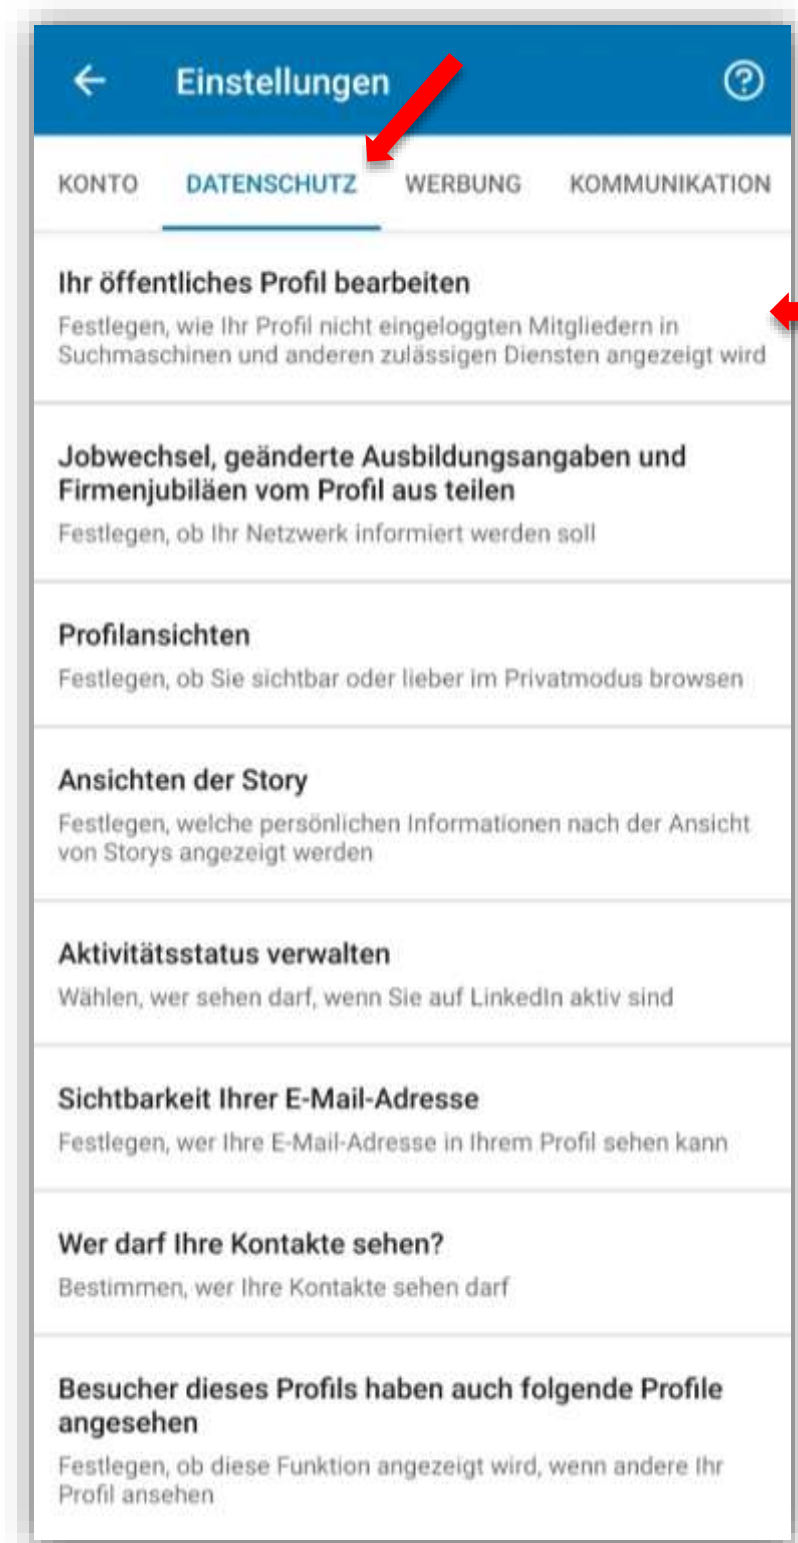 Einstellungen
KONTO DATENSCHUTZ WERBUNG KOMMUNIKATION
Ihr öffentliches Profil bearbeiten
Festlegen, wie Ihr Profil nicht eingeloggten Mitgliedern in
Suchmaschinen und anderen zulässigen Diensten angezeigt wird
Jobwechsel, geänderte Ausbildungsangaben und
Firmenjubiläen vom Profil aus teilen
Festlegen, ob Ihr Netzwerk informiert werden soll
Profilansichten
Festlegen, ob Sie sichtbar oder lieber im Privatmodus browsen
Ansichten der Story
Festlegen, welche persönlichen Informationen nach der Ansicht
von Storys angezeigt werden
Aktivitätsstatus verwalten
Wählen, wer sehen darf, wenn Sie auf LinkedIn aktiv sind
Sichtbarkeit Ihrer E-Mail-Adresse
Festlegen, wer Ihre E-Mail-Adresse in Ihrem Profil sehen kann
Wer darf Ihre Kontakte sehen?
Bestimmen, wer Ihre Kontakte sehen darf
Besucher dieses Profils haben auch folgende Profile
angesehen
Festlegen, ob diese Funktion angezeigt wird, wenn andere Ihr
Profil ansehen